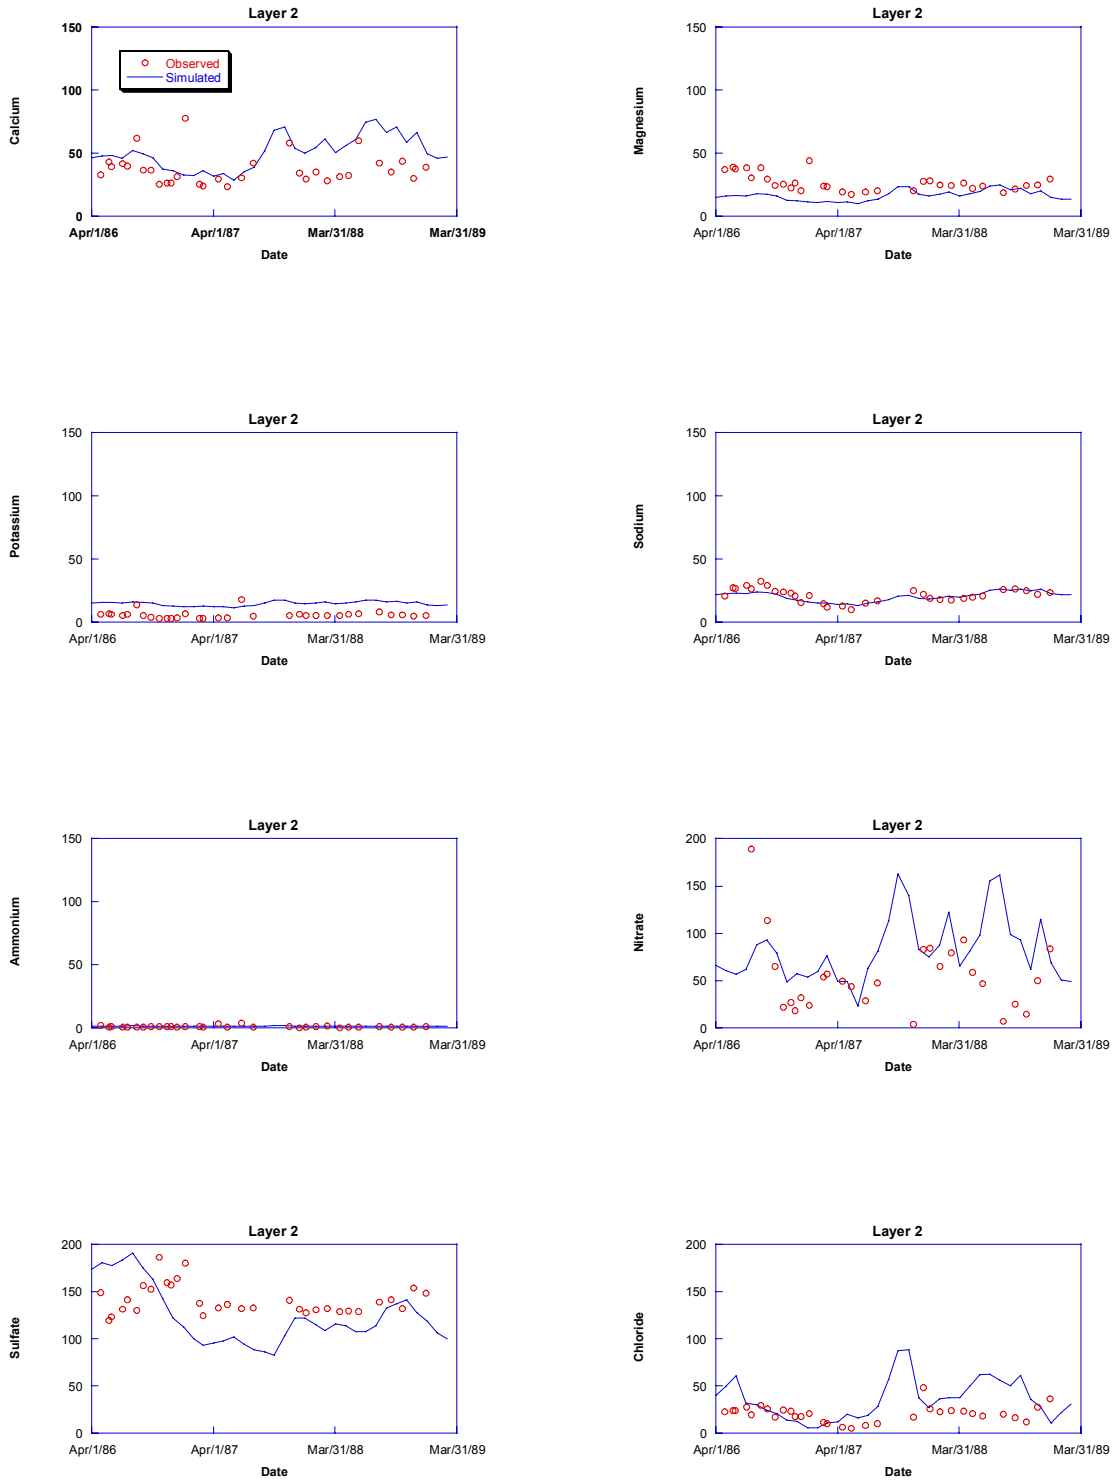 Layer 2
150
100
50
0
Calcium
Observed
Simulated
Apr/1/86 Apr/1/87 Mar/31/88 Mar/31/89
Date
Layer 2
150
100
50
0
Magnesium
Apr/1/86 Apr/1/87 Mar/31/88 Mar/31/89
Date
Layer 2
150
100
50
0
Potassium
Apr/1/86 Apr/1/87 Mar/31/88 Mar/31/89
Date
Layer 2
150
100
50
0
Sodium
Apr/1/86 Apr/1/87 Mar/31/88 Mar/31/89
Date
Layer 2
150
100
50
0
Ammonium
Apr/1/86 Apr/1/87 Mar/31/88 Mar/31/89
Date
Layer 2
200
150
100
50
0
Nitrate
Apr/1/86 Apr/1/87 Mar/31/88 Mar/31/89
Date
Layer 2
200
150
100
50
0
Sulfate
Apr/1/86 Apr/1/87 Mar/31/88 Mar/31/89
Date
Layer 2
200
150
100
50
0
Chloride
Apr/1/86 Apr/1/87 Mar/31/88 Mar/31/89
Date